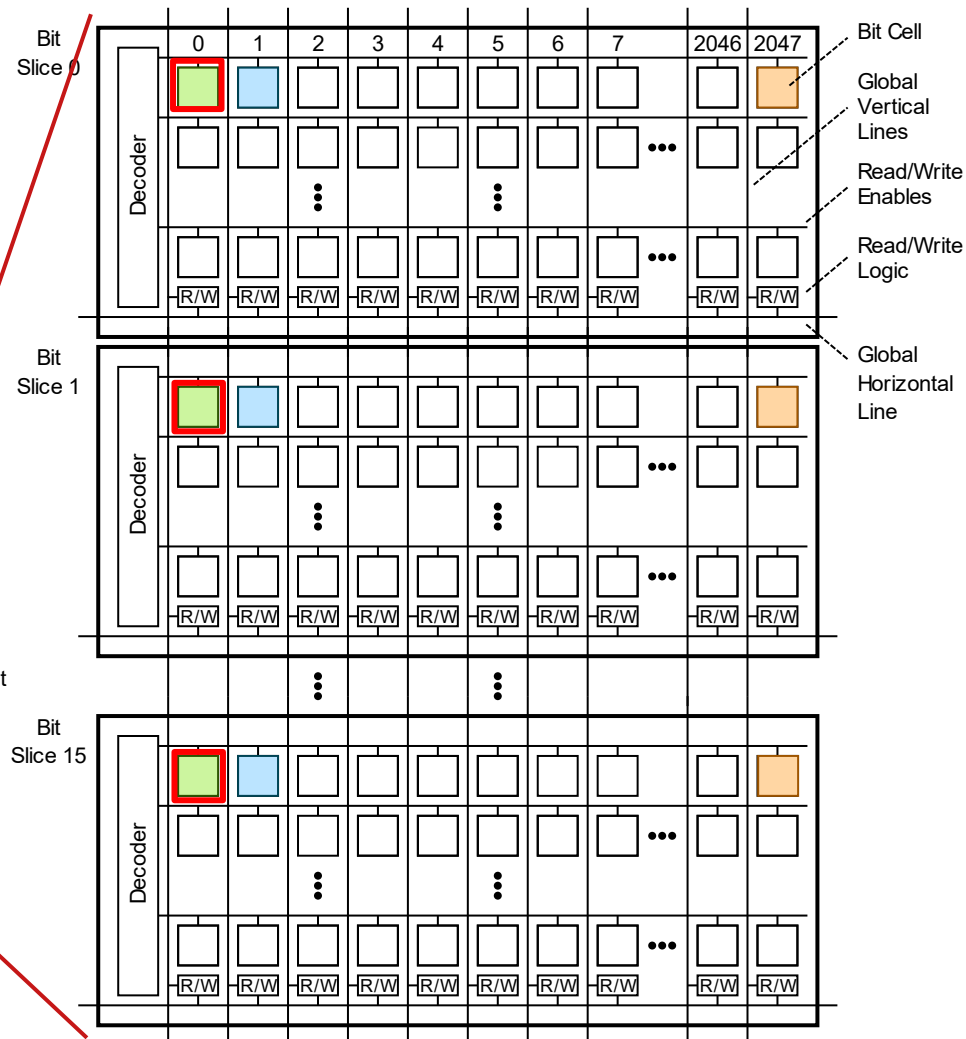 Bit
Slice 0
Decoder
0 1 2 3 4 5 6 7 2046 2047
•••
•••
R/W R/W R/W R/W R/W R/W R/W R/W R/W R/W
Bit Cell
Global
Vertical
Lines
Read/Write
Enables
Read/Write
Logic
Global
Horizontal
Line
Bit
Slice 1
Decoder
•••
•••
R/W R/W R/W R/W R/W R/W R/W R/W R/W R/W
t
Bit
Slice 15
Decoder
•••
•••
R/W R/W R/W R/W R/W R/W R/W R/W R/W R/W